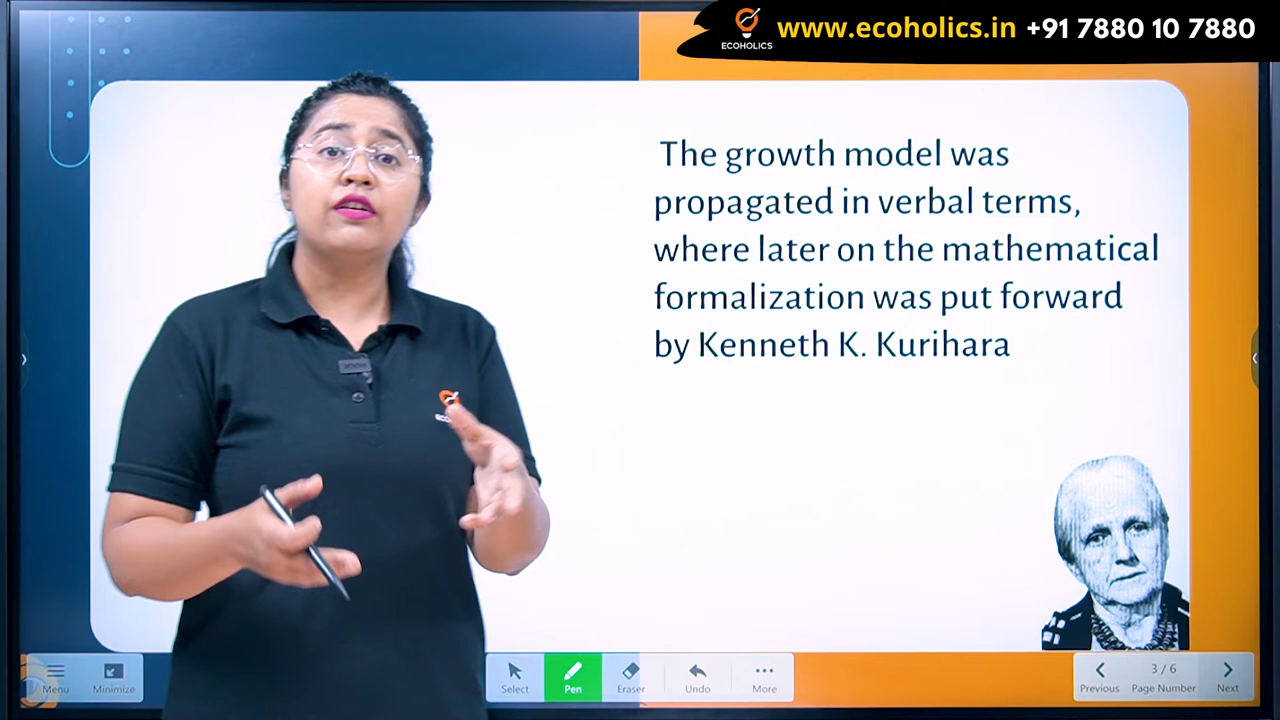 ECOHOLICS
www.ecoholics.in +91 7880 10 7880
The growth model was
propagated in verbal terms,
where later on the mathematical
formalization was put forward
by Kenneth K. Kurihara
Menu
Minimize
Select
Pen
Eraser
Undo
More
Previous
3 / 6
Page Number
Next